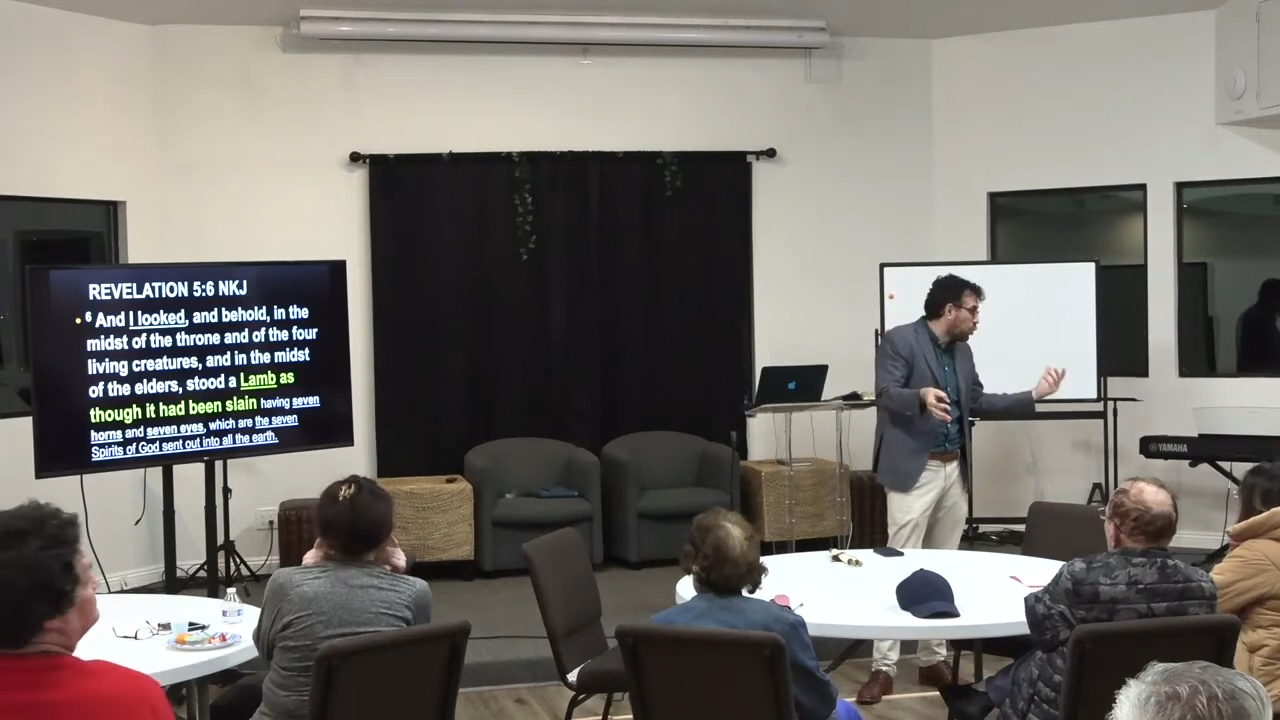 REVELATION 5:6 NKJ
• 6 And I looked, and behold, in the
midst of the throne and of the four
living creatures, and in the midst
of the elders, stood a Lamb as
though it had been slain having seven
horns and seven eyes, which are the seven
Spirits of God sent out into all the earth.
YAMAHA